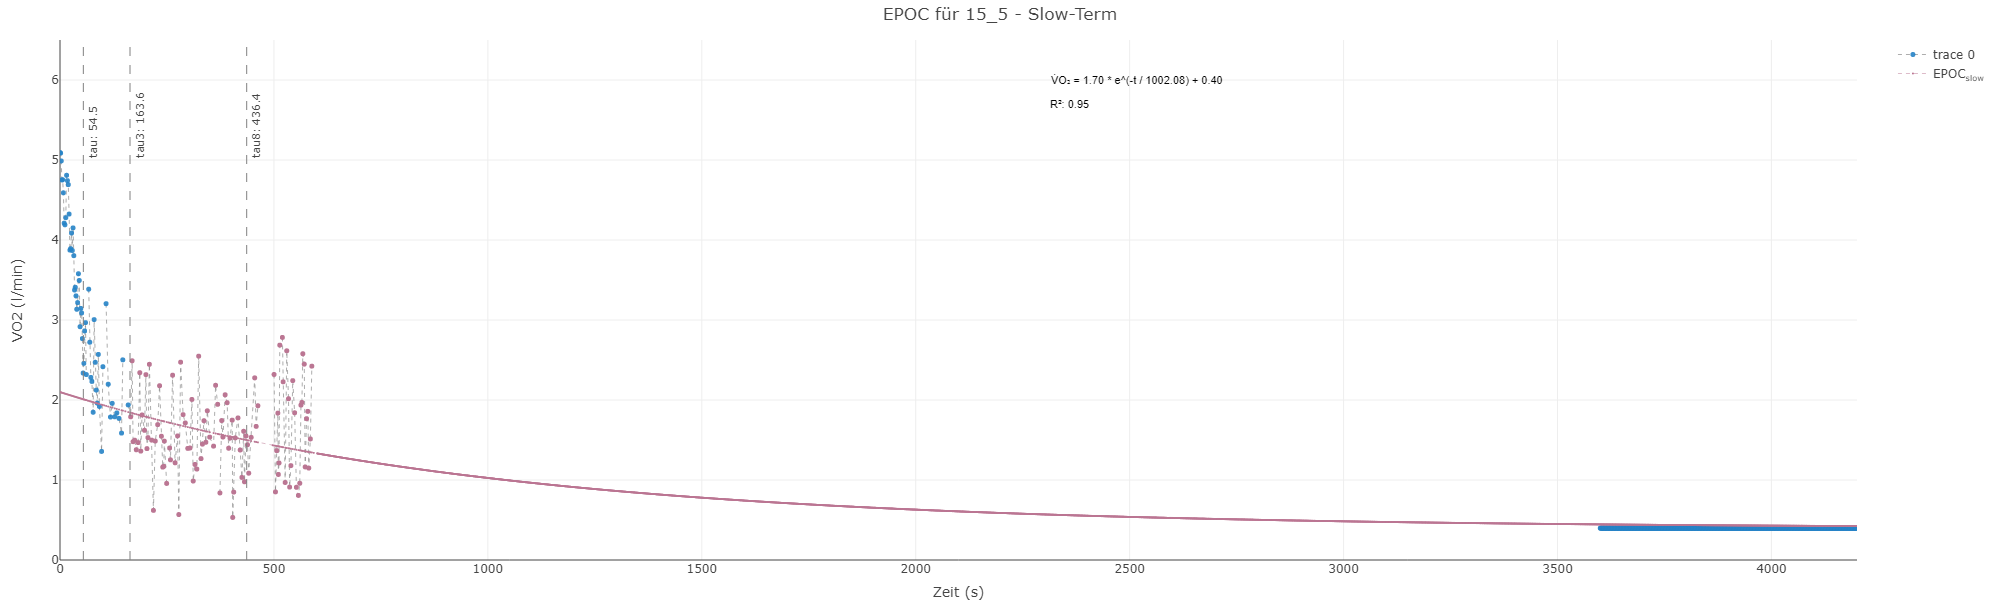 EPOC für 15_5 - Slow-Term
trace 0
EPOCslow
V̇O₂ = 1.70 * e^(-t / 1002.08) + 0.40
R²: 0.95
tau: 54.5
tau3: 163.6
tau8: 436.4
VO2 (l/min)
6
5
4
3
2
1
0
0 500 1000 1500 2000 2500 3000 3500 4000
Zeit (s)